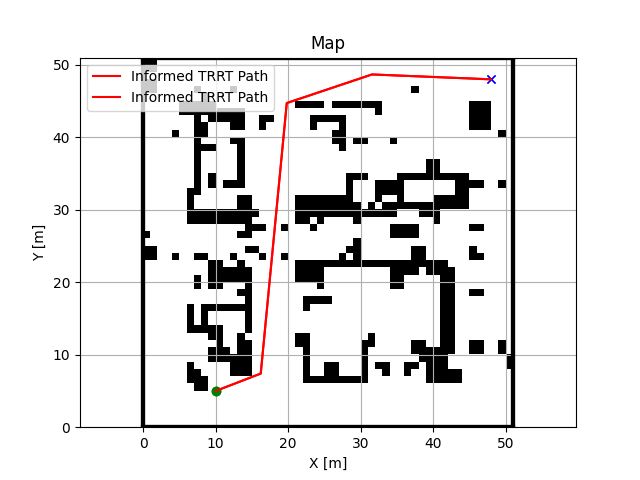 Map
Informed TRRT Path
Informed TRRT Path
50
40
30
20
10
0
Y [m]
0 10 20 30 40 50
X [m]